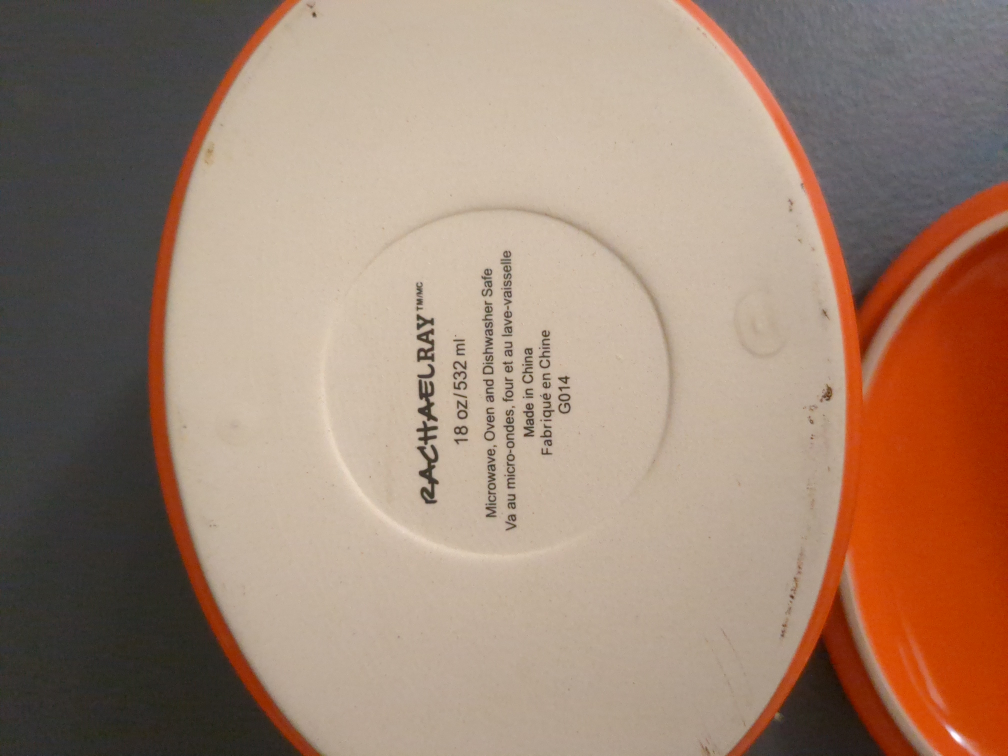 RACHAELRAY™/MC
18 oz/532 ml
Microwave, Oven and Dishwasher Safe
Va au micro-ondes, four et au lave-vaisselle
Made in China
Fabriqué en Chine
G014